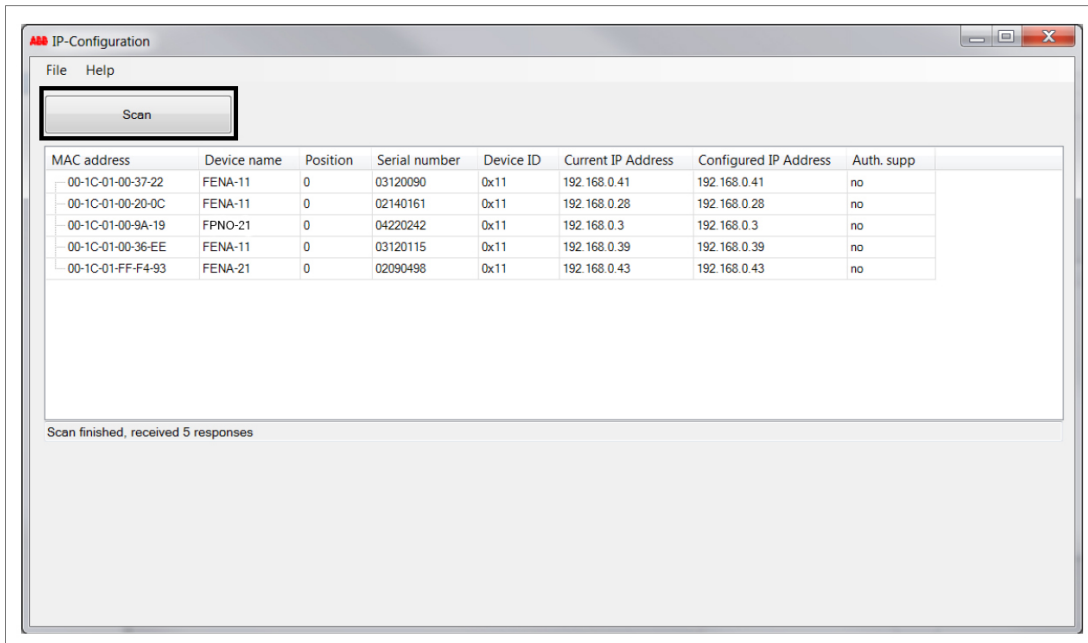 ABB IP-Configuration
File Help
Scan
MAC address Device name Position Serial number Device ID Current IP Address Configured IP Address Auth. supp
00-1C-01-00-37-22 FENA-11 0 03120090 0x11 192.168.0.41 192.168.0.41 no
00-1C-01-00-20-0C FENA-11 0 02140161 0x11 192.168.0.28 192.168.0.28 no
00-1C-01-00-9A-19 FPNO-21 0 04220242 0x11 192.168.0.3 192.168.0.3 no
00-1C-01-00-36-EE FENA-11 0 03120115 0x11 192.168.0.39 192.168.0.39 no
00-1C-01-FF-F4-93 FENA-21 0 02090498 0x11 192.168.0.43 192.168.0.43 no
Scan finished, received 5 responses